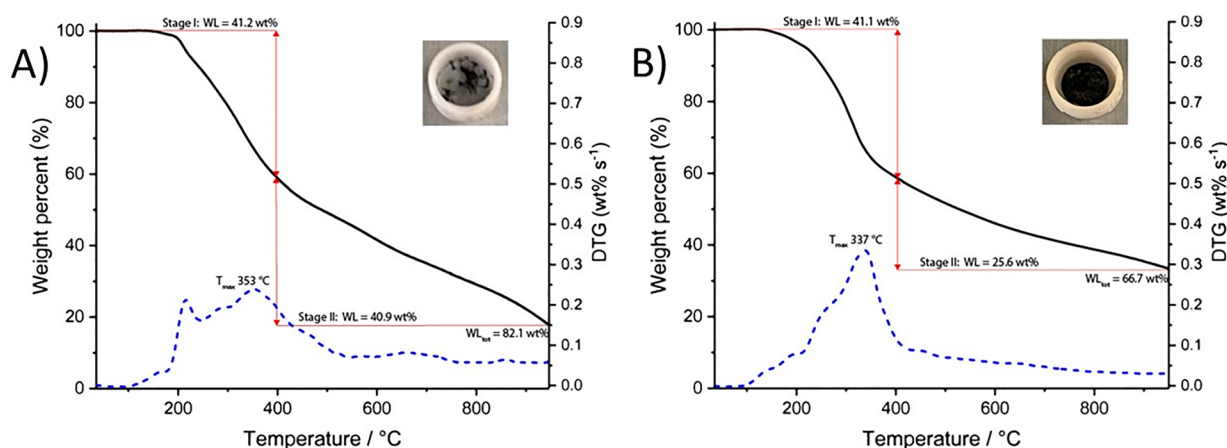 A)
Stage I: WL = 41.2 wt%
T_max 353 °C
Stage II: WL = 40.9 wt%
WL_tot = 82.1 wt%
Weight percent (%)
100
80
60
40
20
0
DTG (wt% s⁻¹)
0.9
0.8
0.7
0.6
0.5
0.4
0.3
0.2
0.1
0.0
200
400
600
800
Temperature / °C
B)
Stage I: WL = 41.1 wt%
T_max 337 °C
Stage II: WL = 25.6 wt%
WL_tot = 66.7 wt%
Weight percent (%)
100
80
60
40
20
0
DTG (wt% s⁻¹)
0.9
0.8
0.7
0.6
0.5
0.4
0.3
0.2
0.1
0.0
200
400
600
800
Temperature / °C